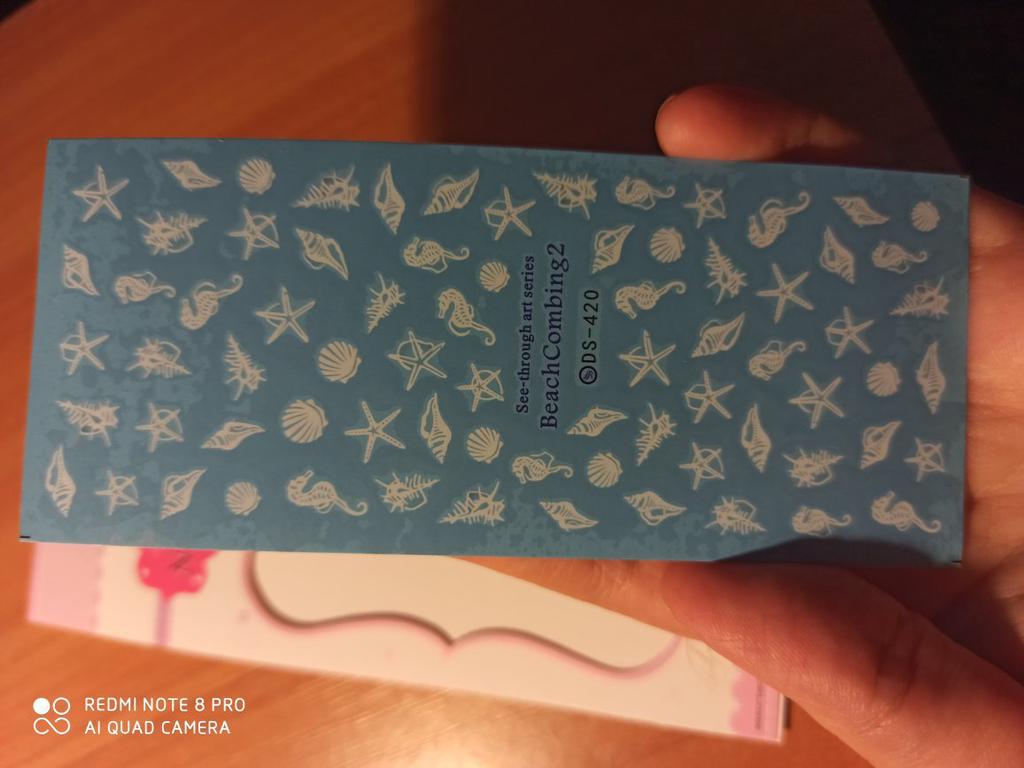 See-through art series
BeachCombing2
DS-420
REDMI NOTE 8 PRO
AI QUAD CAMERA